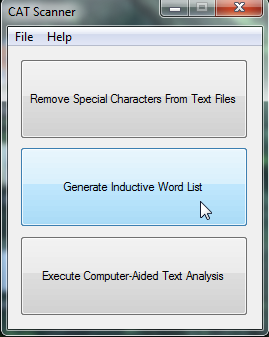 CAT Scanner
File Help
Remove Special Characters From Text Files
Generate Inductive Word List
Execute Computer-Aided Text Analysis